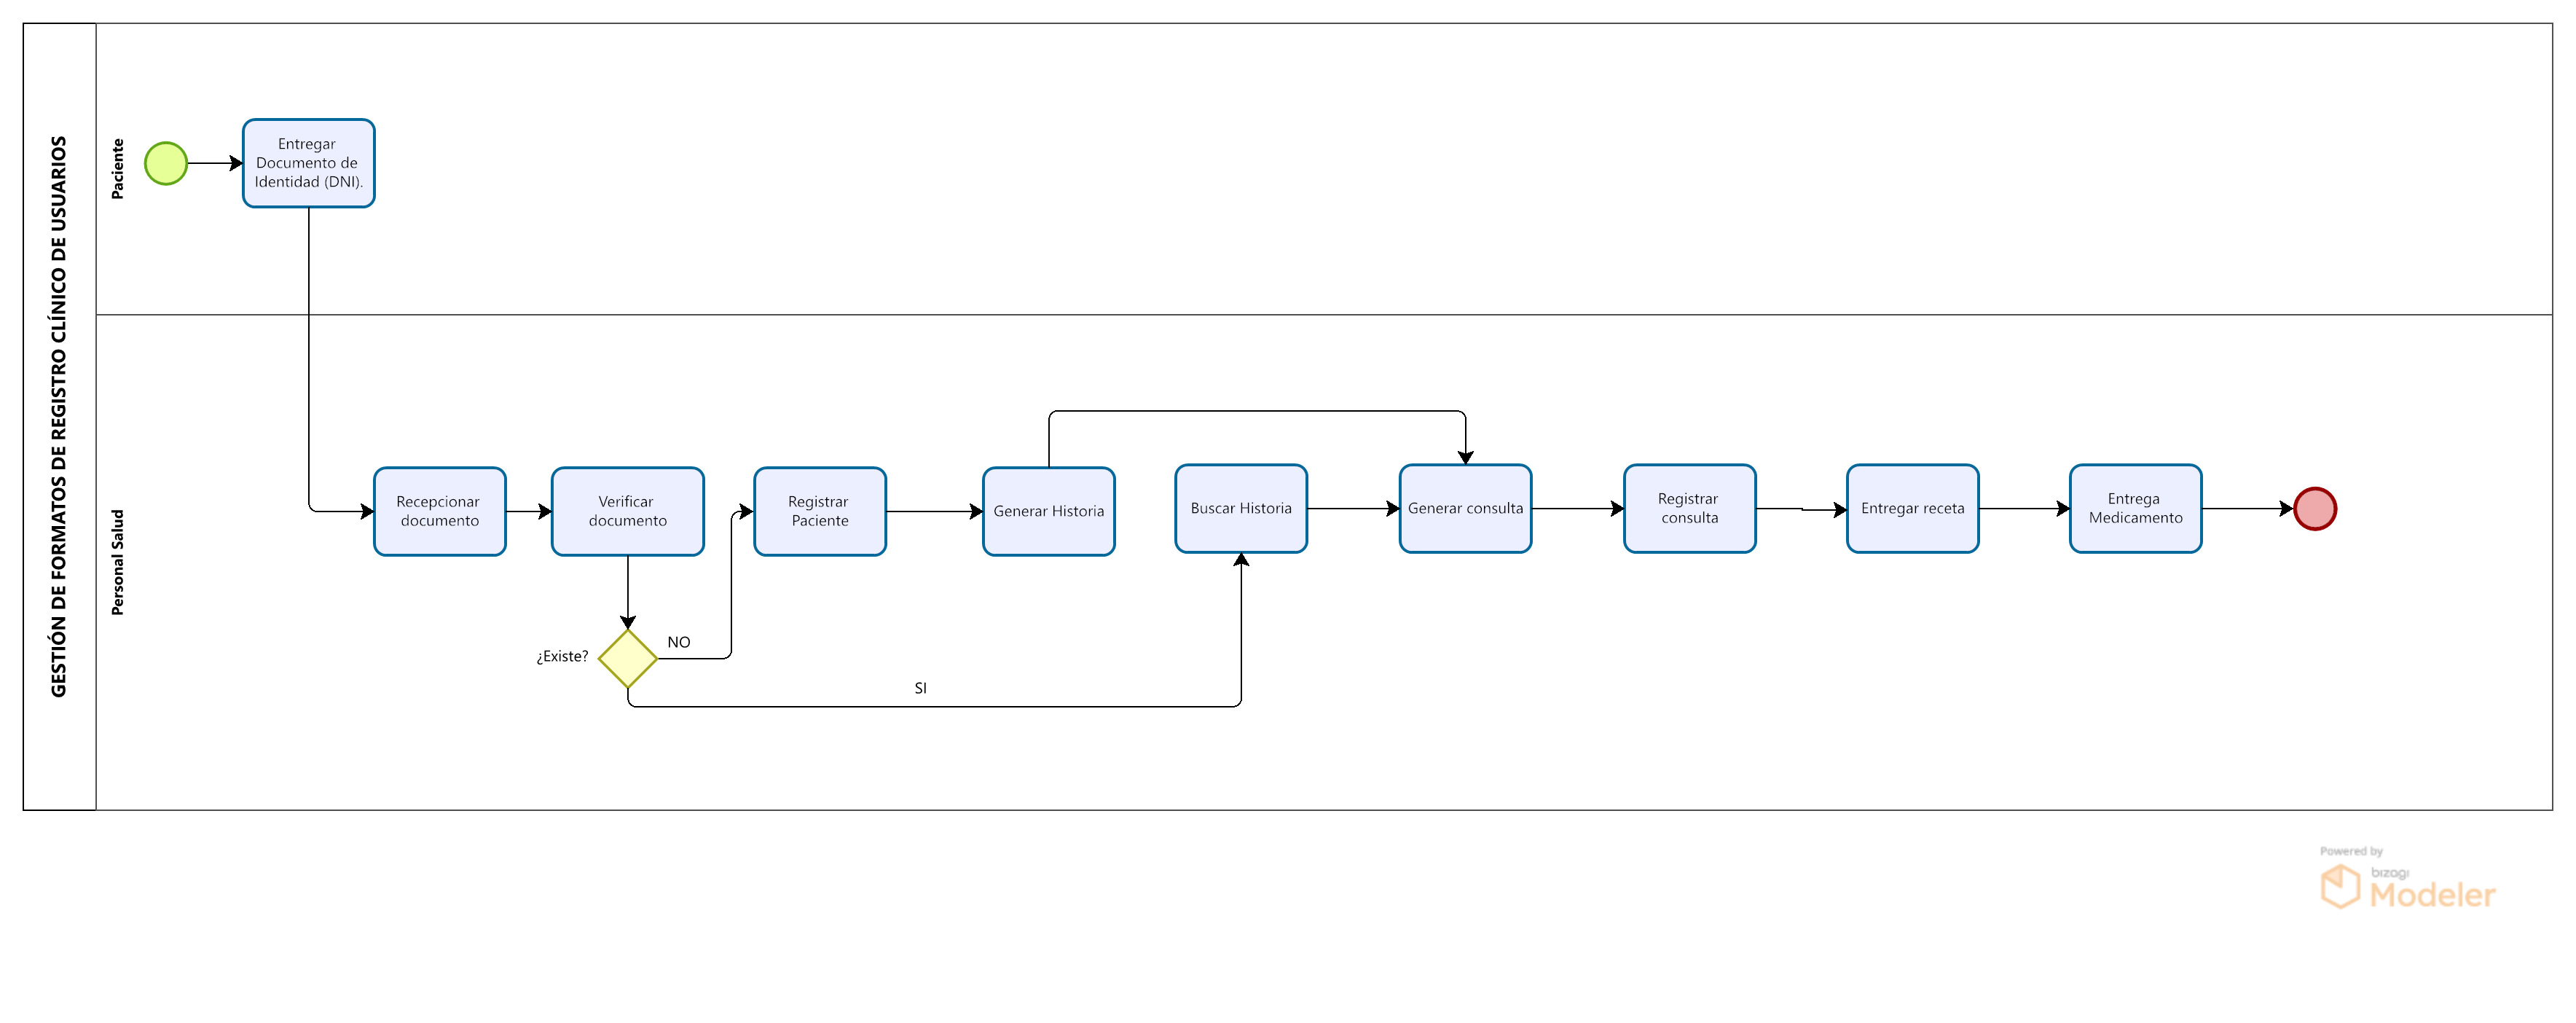 GESTIÓN DE FORMATOS DE REGISTRO CLÍNICO DE USUARIOS
Paciente
Entregar
Documento de
Identidad (DNI).
Personal Salud
Recepcionar
documento
Verificar
documento
Registrar
Paciente
Generar Historia
Buscar Historia
Generar consulta
Registrar
consulta
Entregar receta
Entrega
Medicamento
¿Existe?
NO
SI
Powered by
bizagi
Modeler